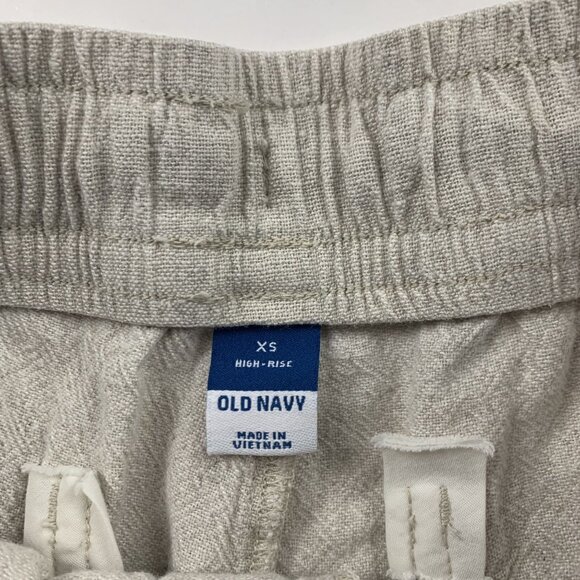 XS
HIGH-RISE
OLD NAVY
MADE IN
VIETNAM